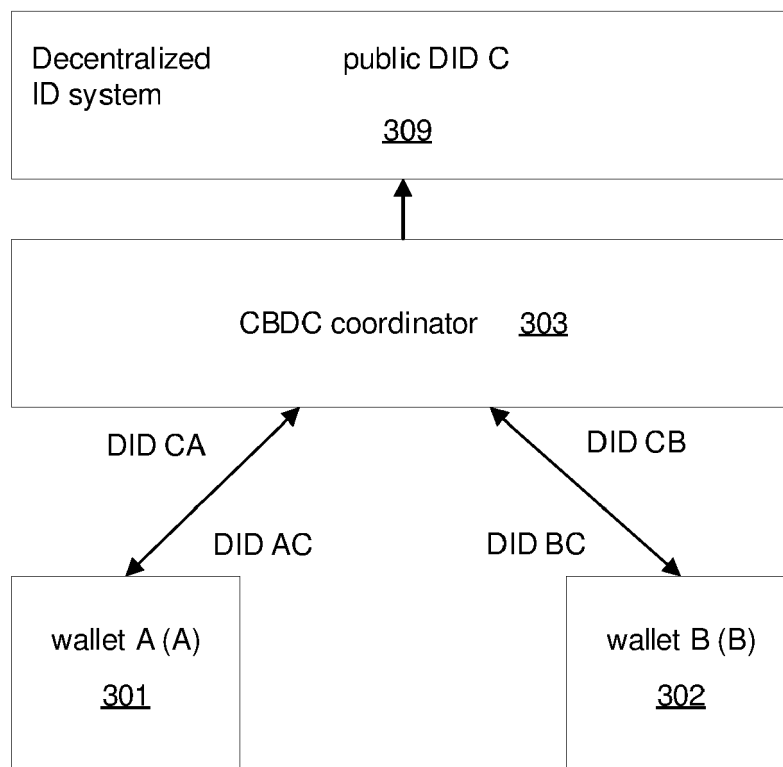 Decentralized
ID system
public DID C
309
CBDC coordinator 303
DID CA
DID CB
DID AC
DID BC
wallet A (A)
301
wallet B (B)
302